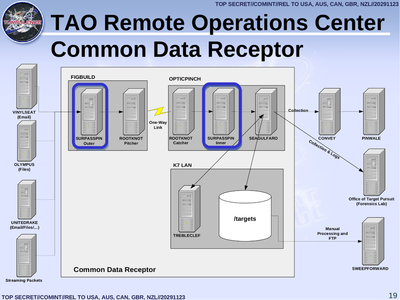 TOP SECRET//COMINT//REL TO USA, AUS, CAN, GBR, NZL//20291123
TAO Remote Operations Center
Common Data Receptor
FIGBUILD
OPTICPINCH
VINYLSEAT
(Email)
SURPASSPIN
Outer
ROOTKNOT
Pitcher
One-Way
Link
ROOTKNOT
Catcher
SURPASSPIN
Inner
SEAGULFARO
Collection
CONVEY
PINWALE
Collection & Logs
OLYMPUS
(Files)
K7 LAN
Office of Target Pursuit
(Forensice Lab)
TREBLECLEF
/targets
UNITEDRAKE
Manual
Processing and
FTP
SWEEPFORWARD
Streaming Packets
Common Data Receptor
TOP SECRET//COMINT//REL TO USA, AUS, CAN, GBR, NZL//20291123
19